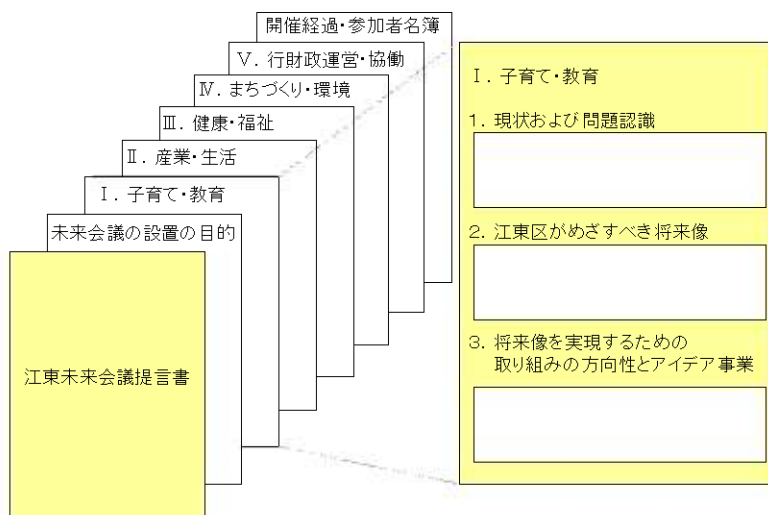 開催経過・参加者名簿
Ⅴ. 行財政運営・協働
Ⅳ. まちづくり・環境
Ⅲ. 健康・福祉
Ⅱ. 産業・生活
Ⅰ. 子育て・教育
未来会議の設置の目的
江東未来会議提言書
Ⅰ. 子育て・教育
1. 現状および問題認識
2. 江東区がめざすべき将来像
3. 将来像を実現するための
取り組みの方向性とアイデア事業